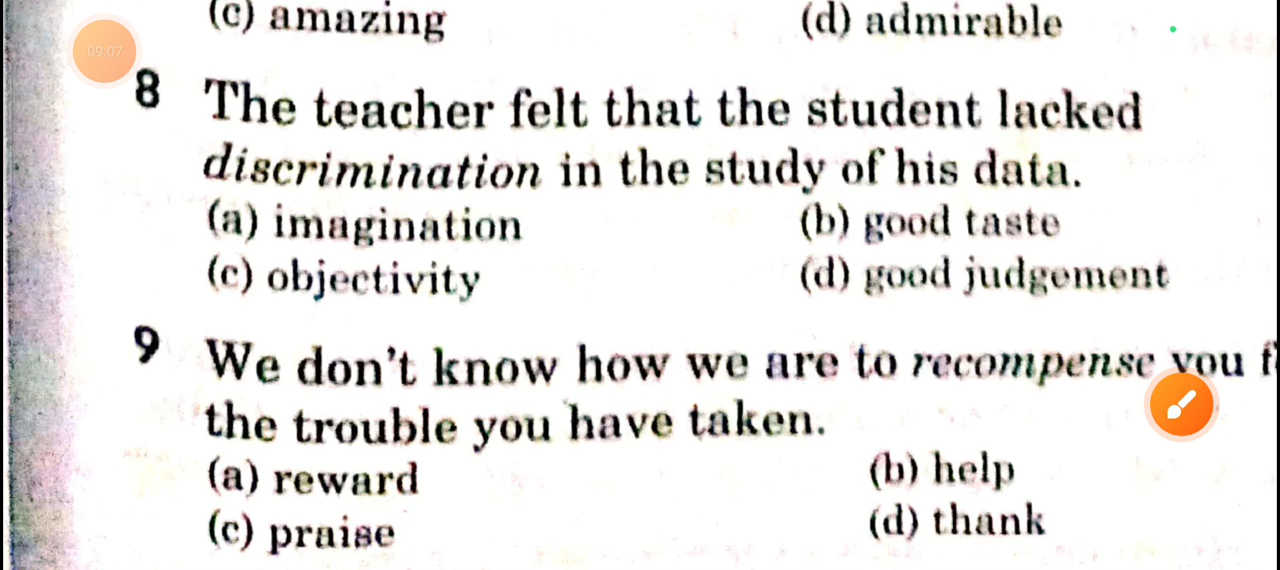 (c) amazing (d) admirable
09:07
8 The teacher felt that the student lacked
discrimination in the study of his data.
(a) imagination (b) good taste
(c) objectivity (d) good judgement
9 We don't know how we are to recompense you
the trouble you have taken.
(a) reward (b) help
(c) praise (d) thank